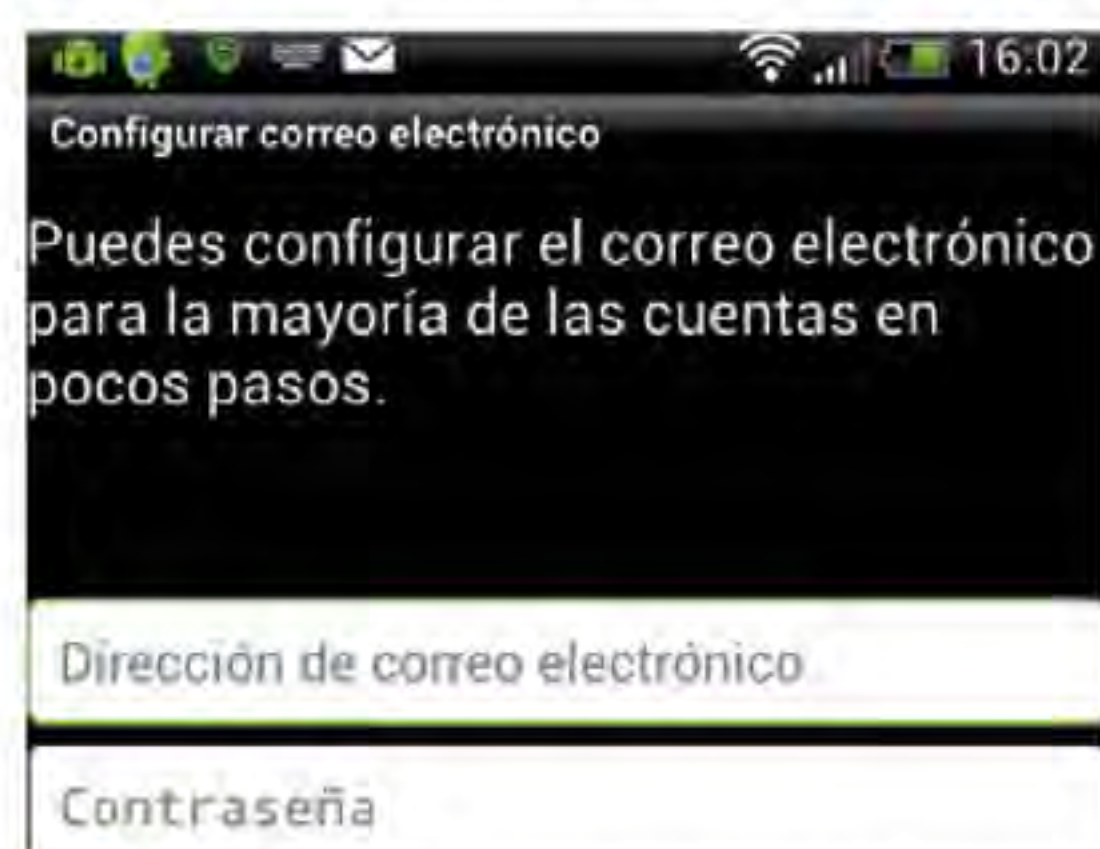 16:02
Configurar correo electrónico
Puedes configurar el correo electrónico
para la mayoría de las cuentas en
pocos pasos.
Dirección de correo electrónico
Contraseña